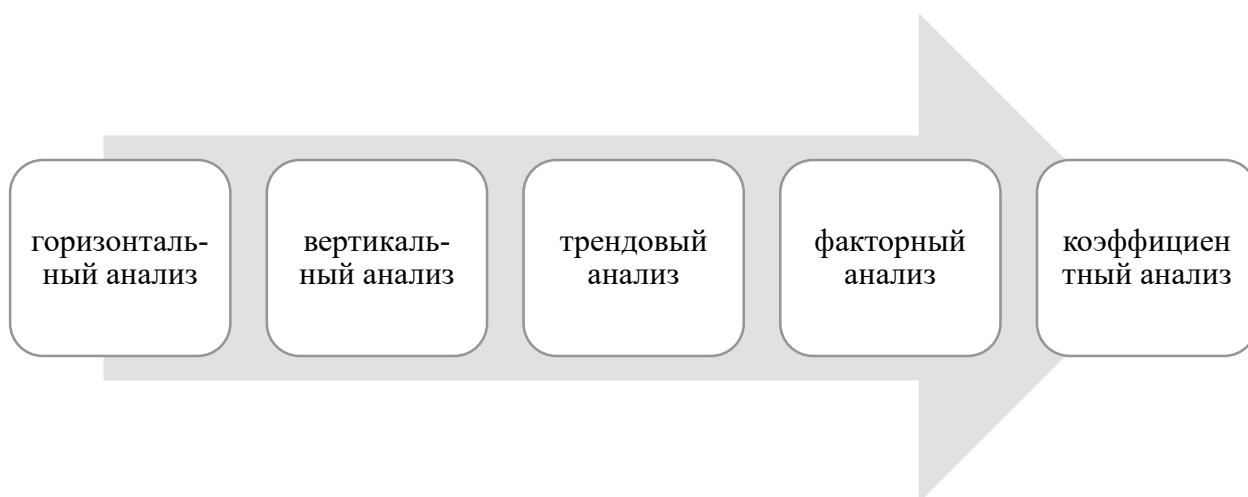 горизонталь-
ный анализ
вертикаль-
ный анализ
трендовый
анализ
факторный
анализ
коэффициен
тный анализ